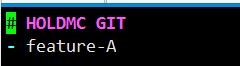 # HOLDMC GIT
- feature-A